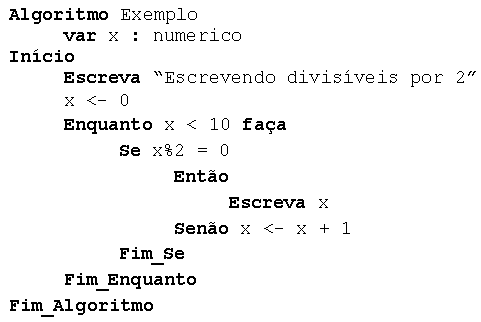 Algoritmo Exemplo
var x : numerico
Início
Escreva “Escrevendo divisíveis por 2”
x <- 0
Enquanto x < 10 faça
Se x%2 = 0
Então
Escreva x
Senão x <- x + 1
Fim_Se
Fim_Enquanto
Fim_Algoritmo